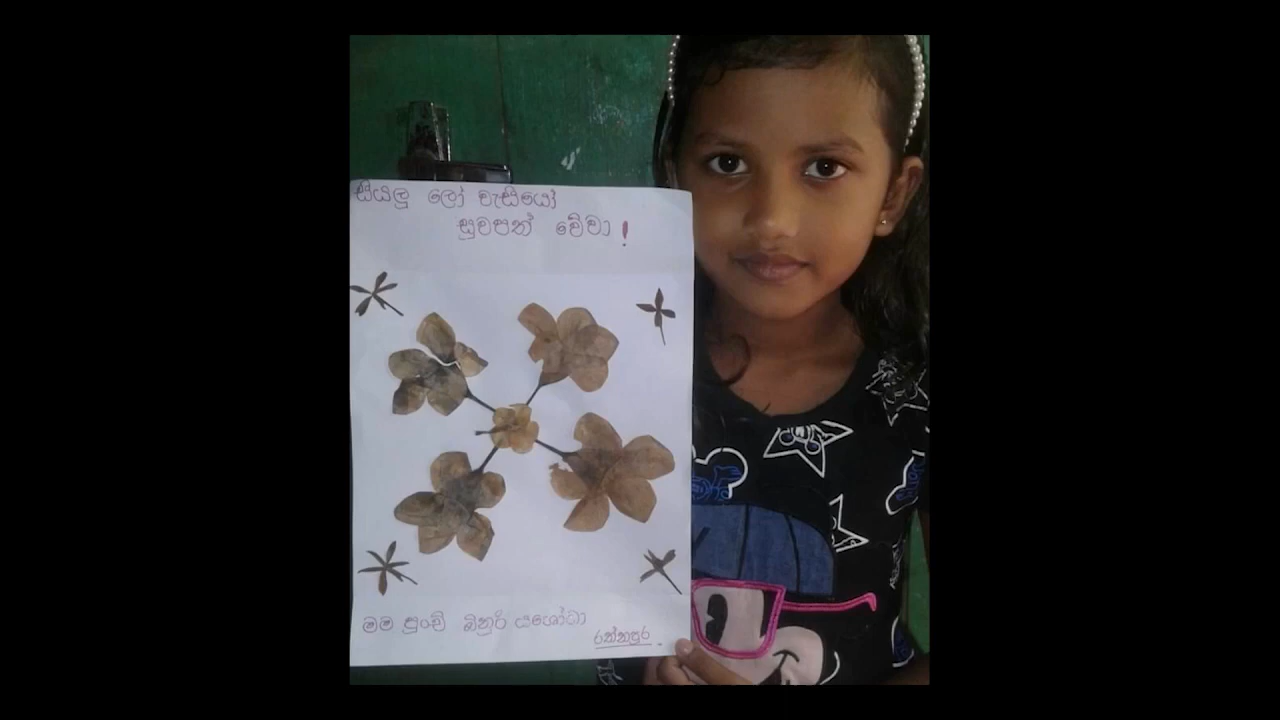 සියලු ලෝ වැසියෝ
සුවපත් වේවා !
මම පුංචි බිනුරි යශෝධා
රත්නපුර .